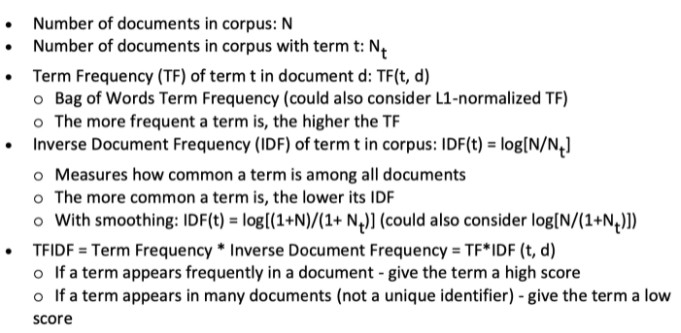 • Number of documents in corpus: N
• Number of documents in corpus with term t: Nₜ
• Term Frequency (TF) of term t in document d: TF(t, d)
o Bag of Words Term Frequency (could also consider L1-normalized TF)
o The more frequent a term is, the higher the TF
• Inverse Document Frequency (IDF) of term t in corpus: IDF(t) = log[N/Nₜ]
o Measures how common a term is among all documents
o The more common a term is, the lower its IDF
o With smoothing: IDF(t) = log[(1+N)/(1+ Nₜ)] (could also consider log[N/(1+Nₜ)])
• TFIDF = Term Frequency * Inverse Document Frequency = TF*IDF (t, d)
o If a term appears frequently in a document - give the term a high score
o If a term appears in many documents (not a unique identifier) - give the term a low
score